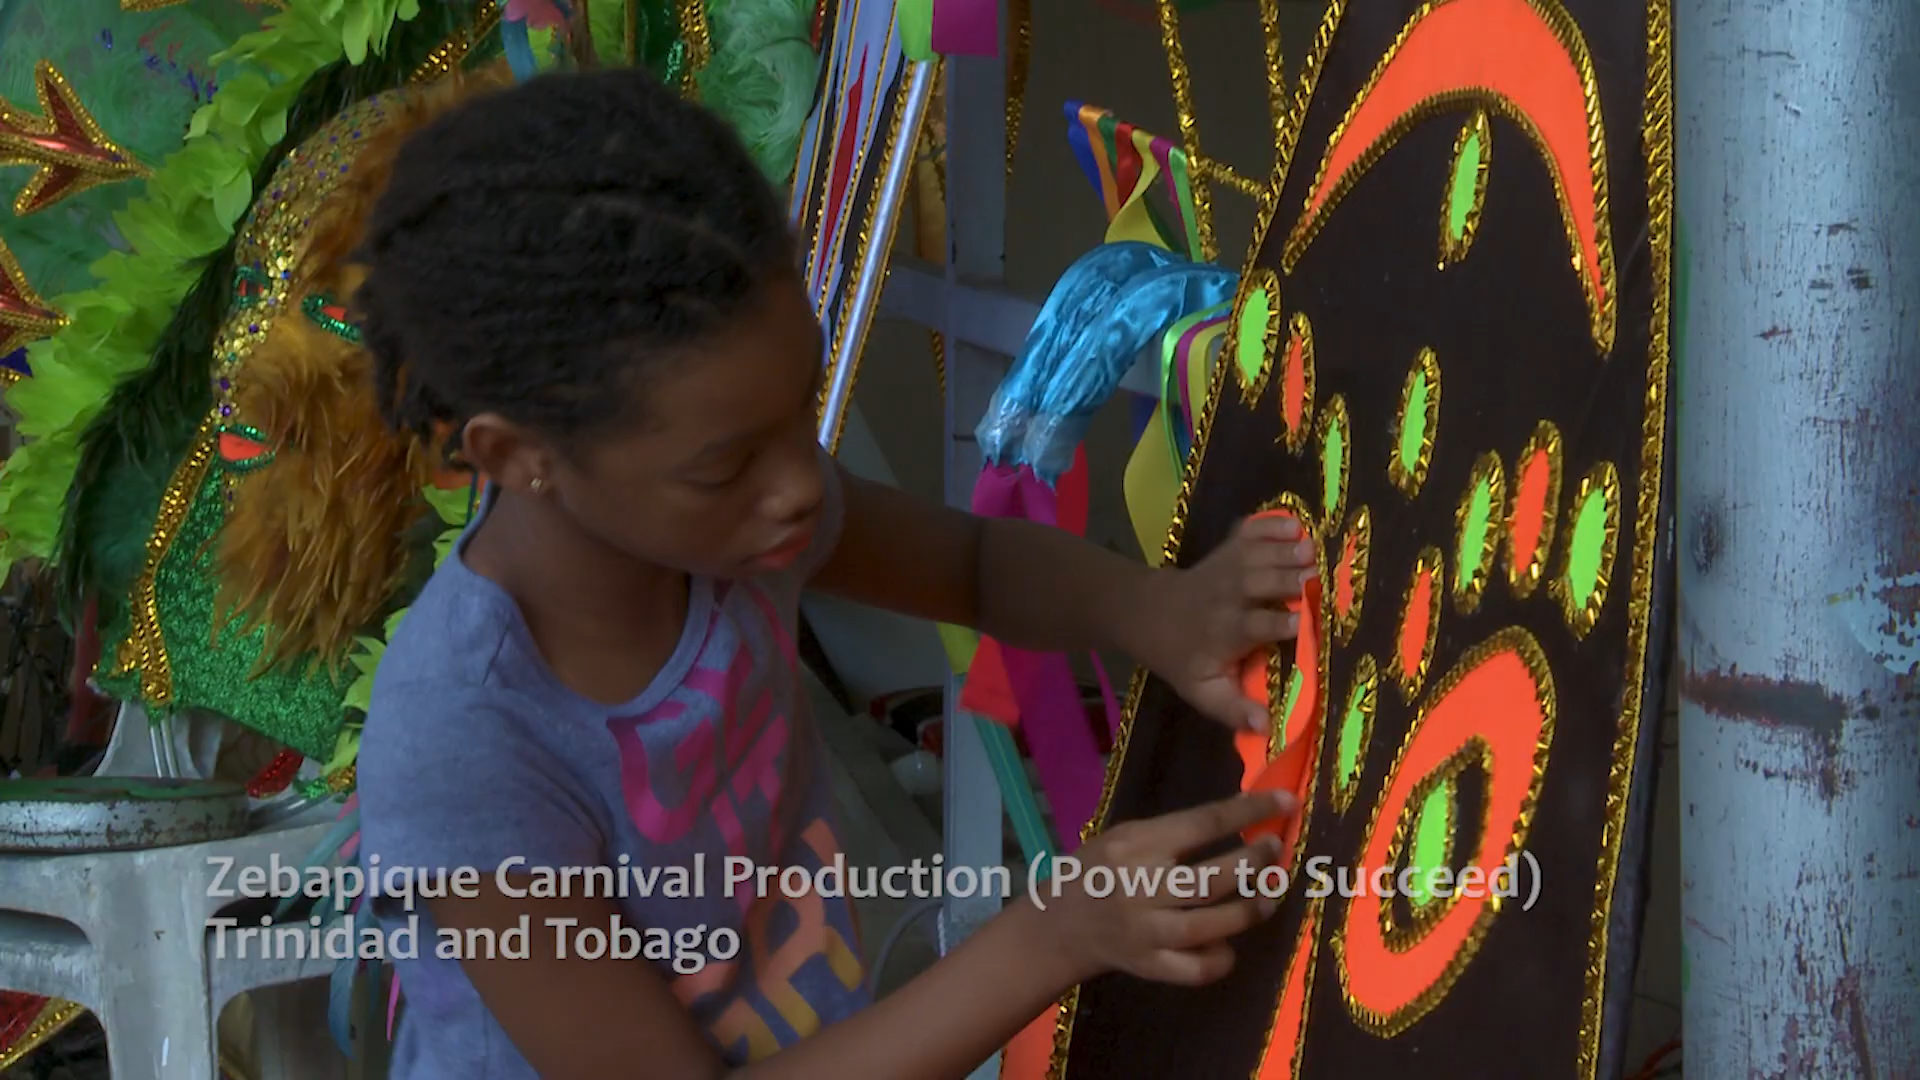 Zebapique Carnival Production (Power to Succeed)
Trinidad and Tobago